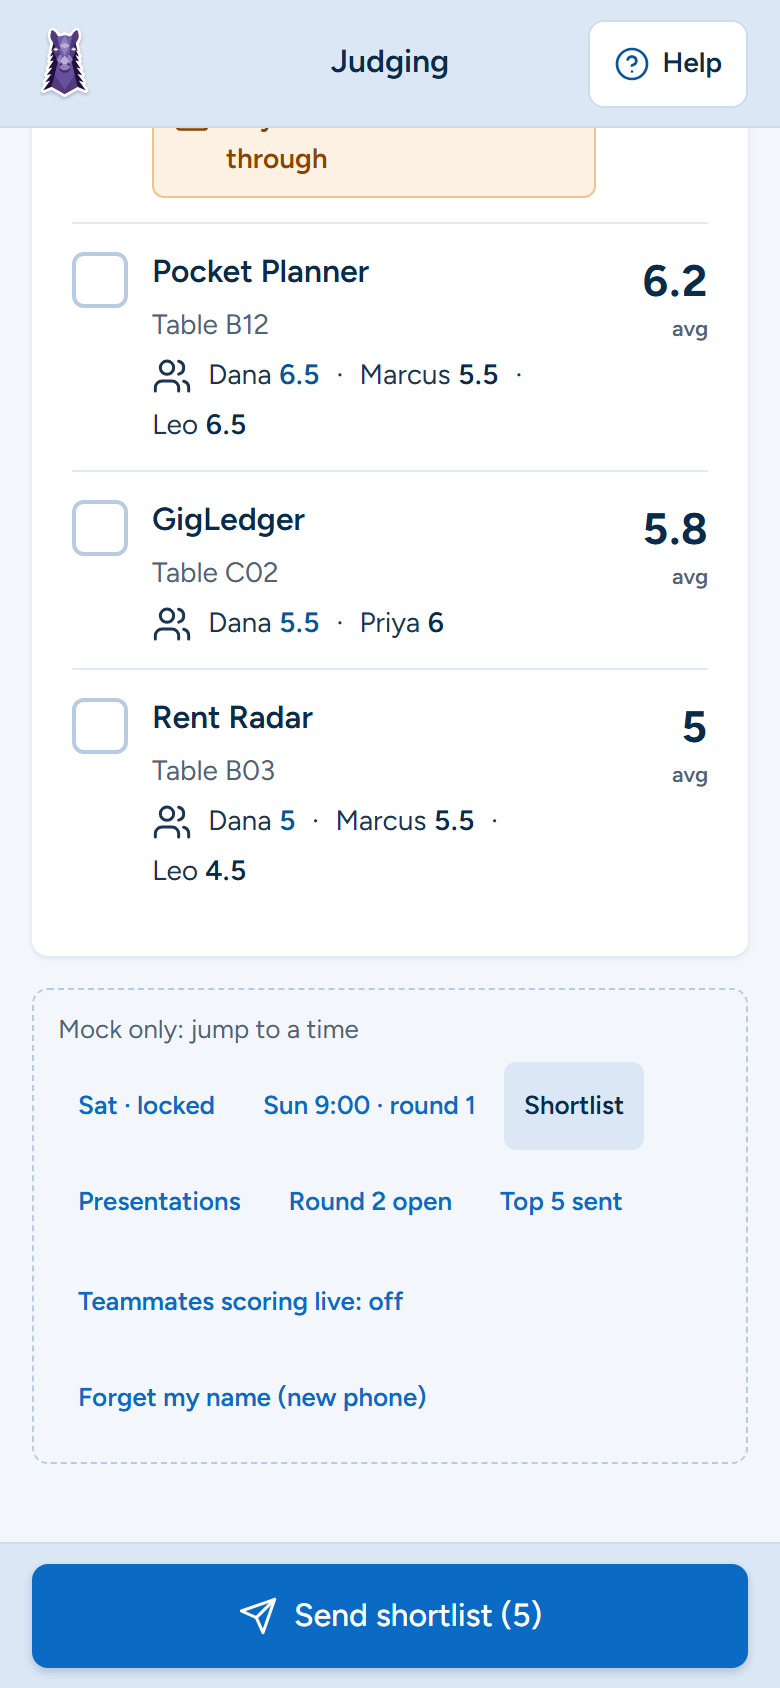 Judging
Help
through
Pocket Planner
6.2
Table B12
avg
Dana 6.5 · Marcus 5.5 ·
Leo 6.5
GigLedger
5.8
Table C02
avg
Dana 5.5 · Priya 6
Rent Radar
5
Table B03
avg
Dana 5 · Marcus 5.5 ·
Leo 4.5
Mock only: jump to a time
Sat · locked
Sun 9:00 · round 1
Shortlist
Presentations
Round 2 open
Top 5 sent
Teammates scoring live: off
Forget my name (new phone)
Send shortlist (5)